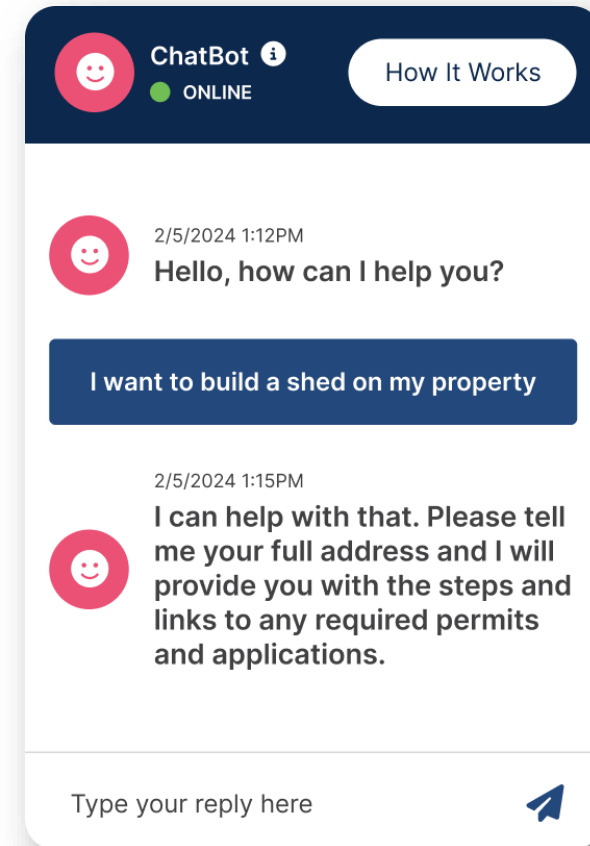 ChatBot
ONLINE
How It Works
2/5/2024 1:12PM
Hello, how can I help you?
I want to build a shed on my property
2/5/2024 1:15PM
I can help with that. Please tell
me your full address and I will
provide you with the steps and
links to any required permits
and applications.
Type your reply here